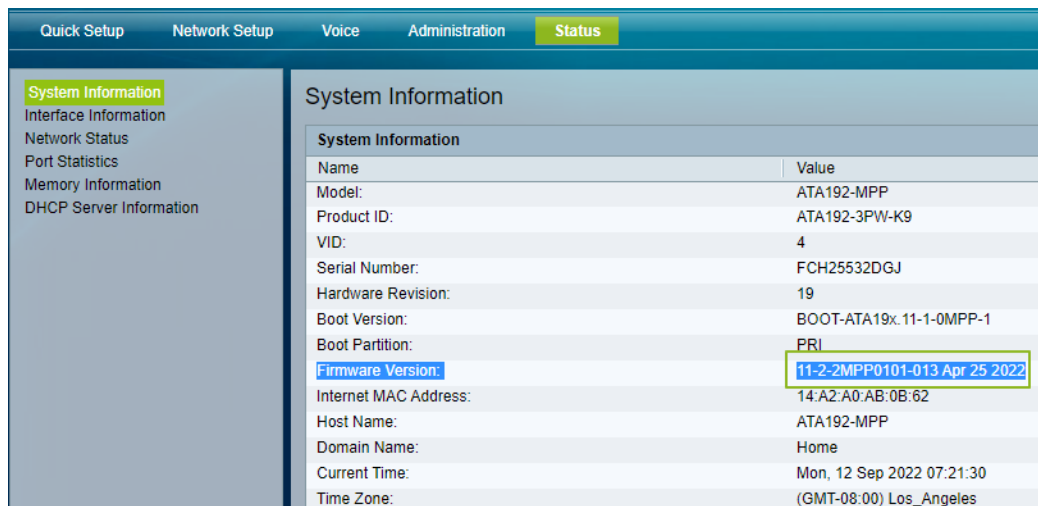 Quick Setup Network Setup Voice Administration Status
System Information
Interface Information
Network Status
Port Statistics
Memory Information
DHCP Server Information
System Information
System Information
Name Value
Model: ATA192-MPP
Product ID: ATA192-3PW-K9
VID: 4
Serial Number: FCH25532DGJ
Hardware Revision: 19
Boot Version: BOOT-ATA19x.11-1-0MPP-1
Boot Partition: PRI
Firmware Version: 11-2-2MPP0101-013 Apr 25 2022
Internet MAC Address: 14:A2:A0:AB:0B:62
Host Name: ATA192-MPP
Domain Name: Home
Current Time: Mon, 12 Sep 2022 07:21:30
Time Zone: (GMT-08:00) Los_Angeles